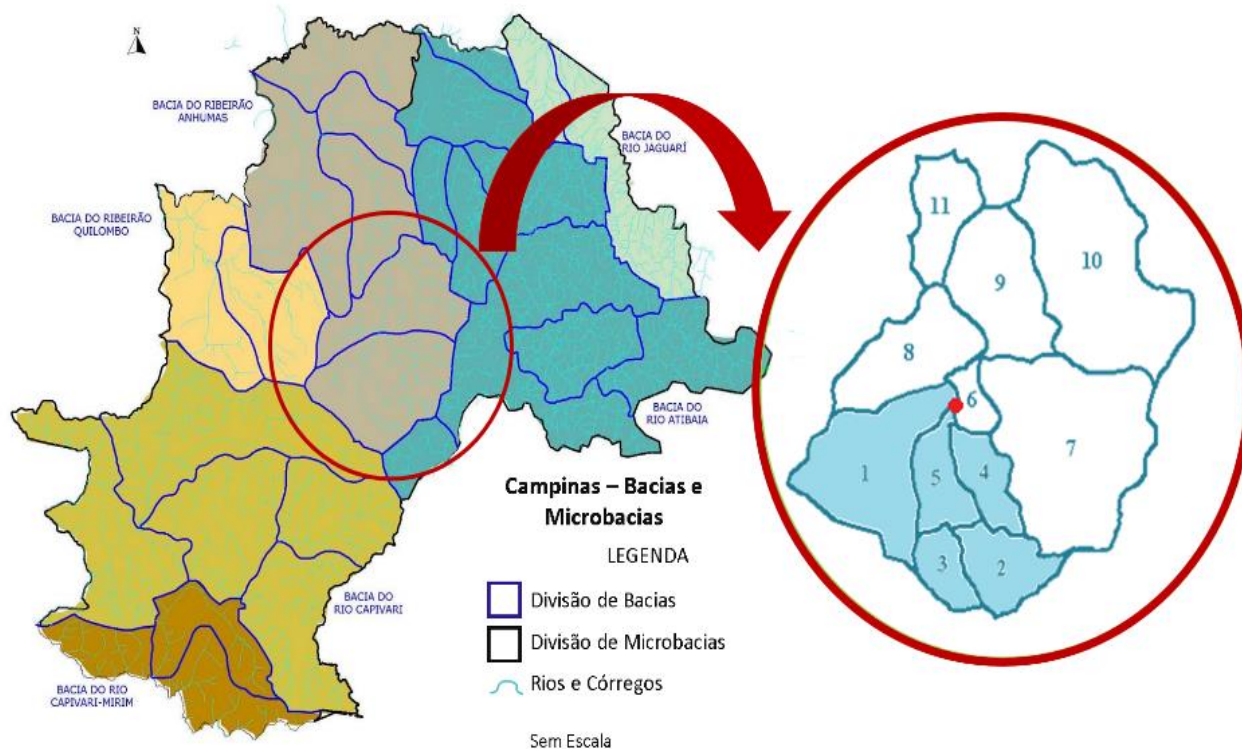 N
BACIA DO RIBEIRÃO
ANHUMAS
BACIA DO
RIO JAGUARÍ
BACIA DO RIBEIRÃO
QUILOMBO
BACIA DO
RIO ATIBAIA
BACIA DO
RIO CAPIVARI
BACIA DO RIO
CAPIVARI-MIRIM
Campinas – Bacias e
Microbacias
LEGENDA
Divisão de Bacias
Divisão de Microbacias
Rios e Córregos
Sem Escala
11
10
9
8
6
7
1
5
4
3
2